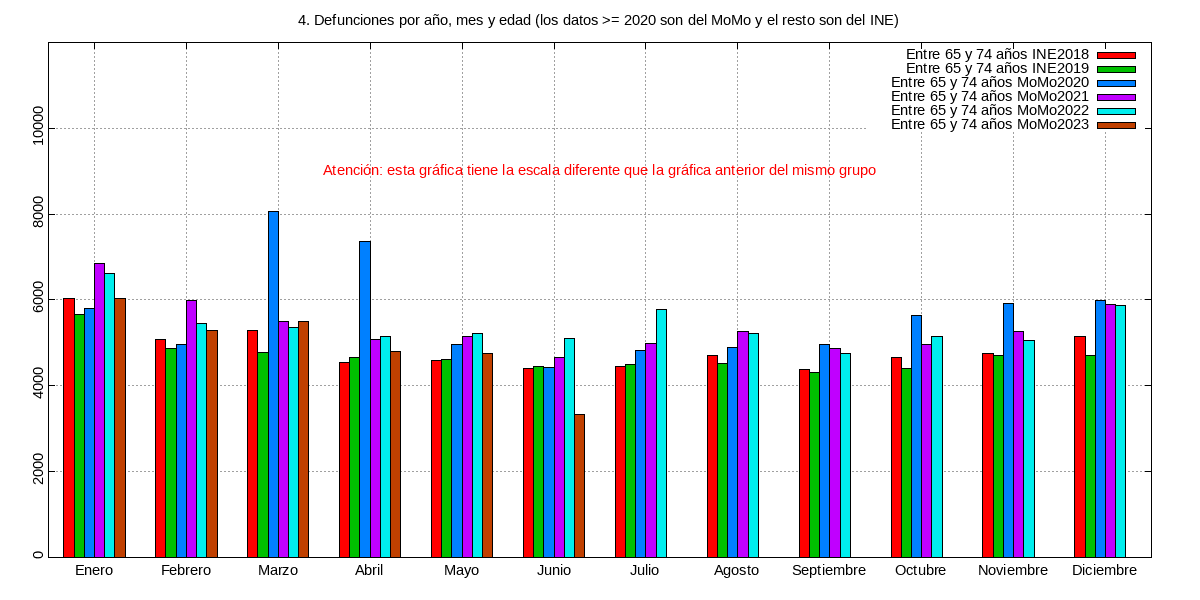 4. Defunciones por año, mes y edad (los datos >= 2020 son del MoMo y el resto son del INE)
Entre 65 y 74 años INE2018
Entre 65 y 74 años INE2019
Entre 65 y 74 años MoMo2020
Entre 65 y 74 años MoMo2021
Entre 65 y 74 años MoMo2022
Entre 65 y 74 años MoMo2023
Atención: esta gráfica tiene la escala diferente que la gráfica anterior del mismo grupo
10000
8000
6000
4000
2000
0
Enero Febrero Marzo Abril Mayo Junio Julio Agosto Septiembre Octubre Noviembre Diciembre